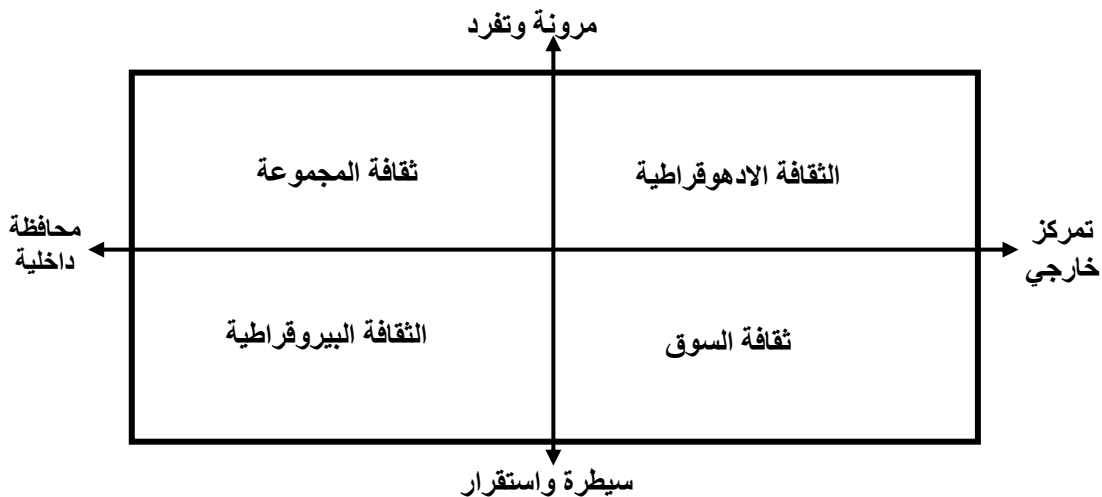 مرونة وتفرد
الثقافة الادهوقراطية
ثقافة المجموعة
تمركز
خارجي
محافظة
داخلية
ثقافة السوق
الثقافة البيروقراطية
سيطرة واستقرار